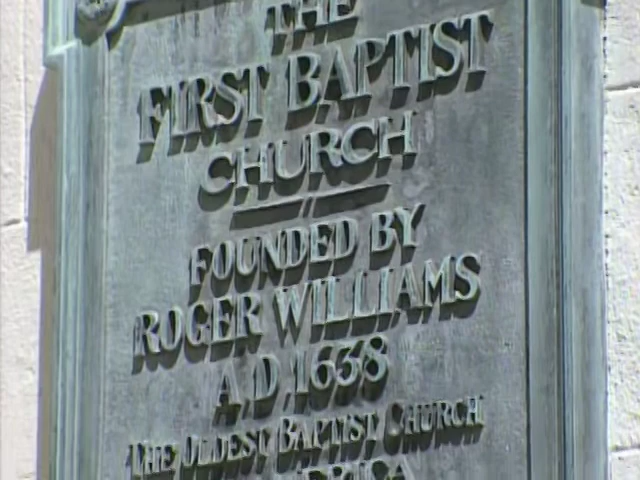 THE
FIRST BAPTIST
CHURCH
FOUNDED BY
ROGER WILLIAMS
A.D. 1638
THE OLDEST BAPTIST CHURCH